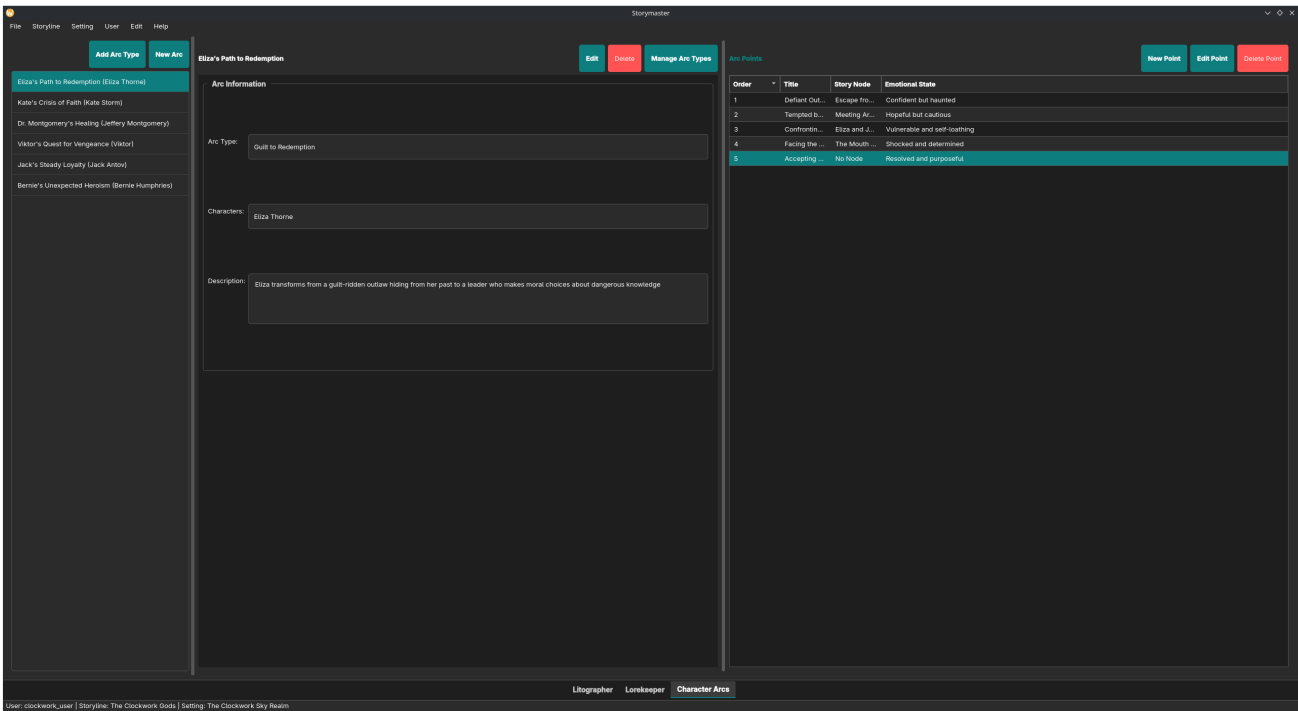 Storymaster
File Storyline Setting User Edit Help
Add Arc Type New Arc
Eliza's Path to Redemption (Eliza Thorne)
Kate's Crisis of Faith (Kate Storm)
Dr. Montgomery's Healing (Jeffery Montgomery)
Viktor's Quest for Vengeance (Viktor)
Jack's Steady Loyalty (Jack Antov)
Bernie's Unexpected Heroism (Bernie Humphries)
Eliza's Path to Redemption Edit Delete Manage Arc Types
Arc Information
Arc Type: Guilt to Redemption
Characters: Eliza Thorne
Description: Eliza transforms from a guilt-ridden outlaw hiding from her past to a leader who makes moral choices about dangerous knowledge
Arc Points New Point Edit Point Delete Point
Order Title Story Node Emotional State
1 Defiant Out... Escape fro... Confident but haunted
2 Tempted b... Meeting Ar... Hopeful but cautious
3 Confrontin... Eliza and J... Vulnerable and self-loathing
4 Facing the ... The Mouth ... Shocked and determined
5 Accepting ... No Node Resolved and purposeful
Litographer Lorekeeper Character Arcs
User: clockwork_user | Storyline: The Clockwork Gods | Setting: The Clockwork Sky Realm